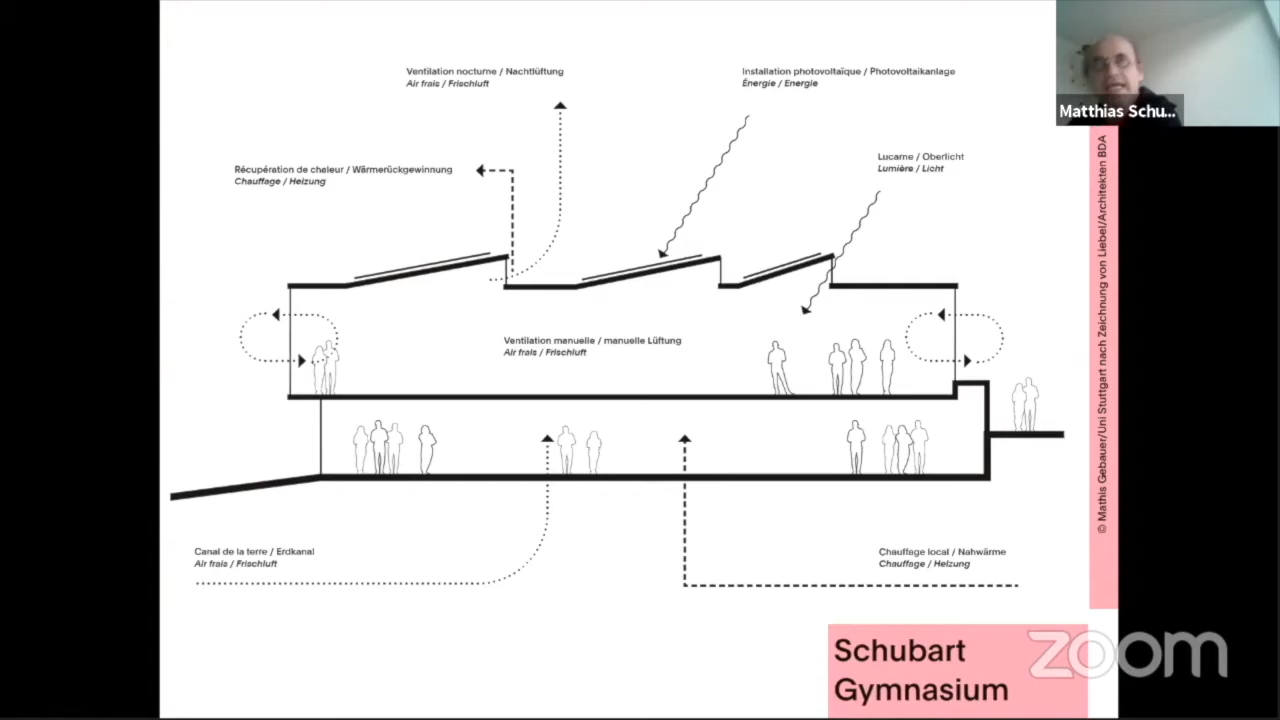 Ventilation nocturne / Nachtlüftung
Air frais / Frischluft
Installation photovoltaïque / Photovoltaikanlage
Énergie / Energie
Matthias Schu...
Récupération de chaleur / Wärmerückgewinnung
Chauffage / Heizung
Lucarne / Oberlicht
Lumière / Licht
© Mathis Gebauer/Uni Stuttgart nach Zeichnung von Liebel/Architekten BDA
Ventilation manuelle / manuelle Lüftung
Air frais / Frischluft
Canal de la terre / Erdkanal
Air frais / Frischluft
Chauffage local / Nahwärme
Chauffage / Heizung
Schubart
Gymnasium
zoom